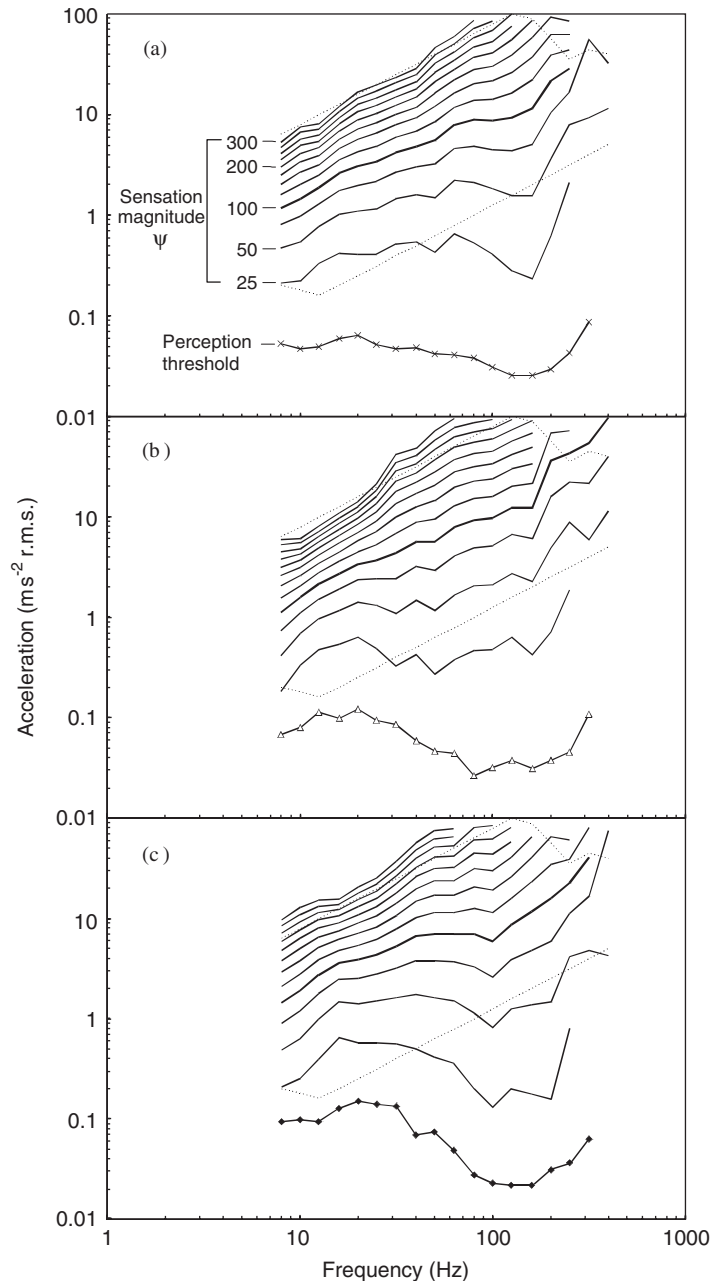 (a)
100
10
1
0.1
0.01
300
200
100
50
25
Sensation
magnitude
ψ
Perception
threshold
(b)
10
1
0.1
0.01
(c)
10
1
0.1
0.01
1
10
100
1000
Acceleration (ms-2 r.m.s.)
Frequency (Hz)